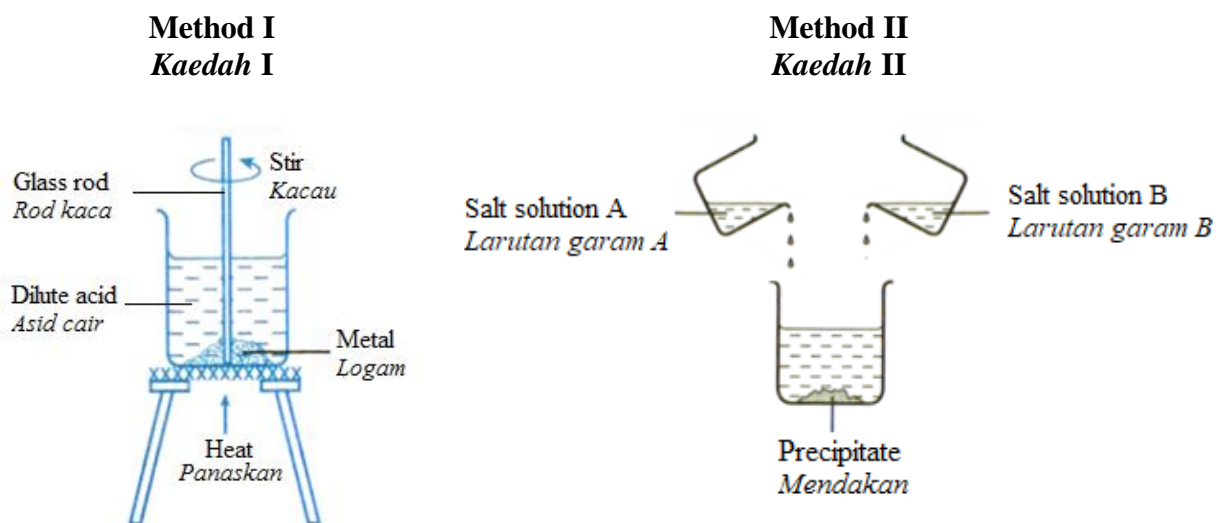 Method I
Kaedah I
Method II
Kaedah II
Stir
Kacau
Glass rod
Rod kaca
Dilute acid
Asid cair
Metal
Logam
Heat
Panaskan
Salt solution A
Larutan garam A
Salt solution B
Larutan garam B
Precipitate
Mendakan